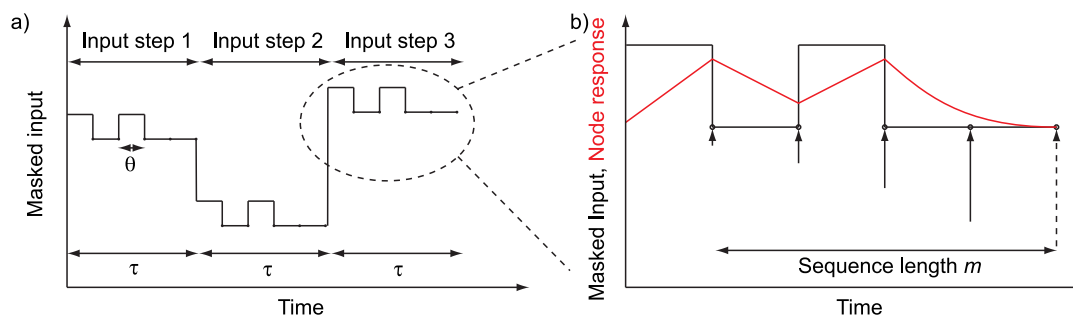 a)
Input step 1
Input step 2
Input step 3
Masked input
θ
τ
τ
τ
Time
b)
Masked Input, Node response
Sequence length m
Time